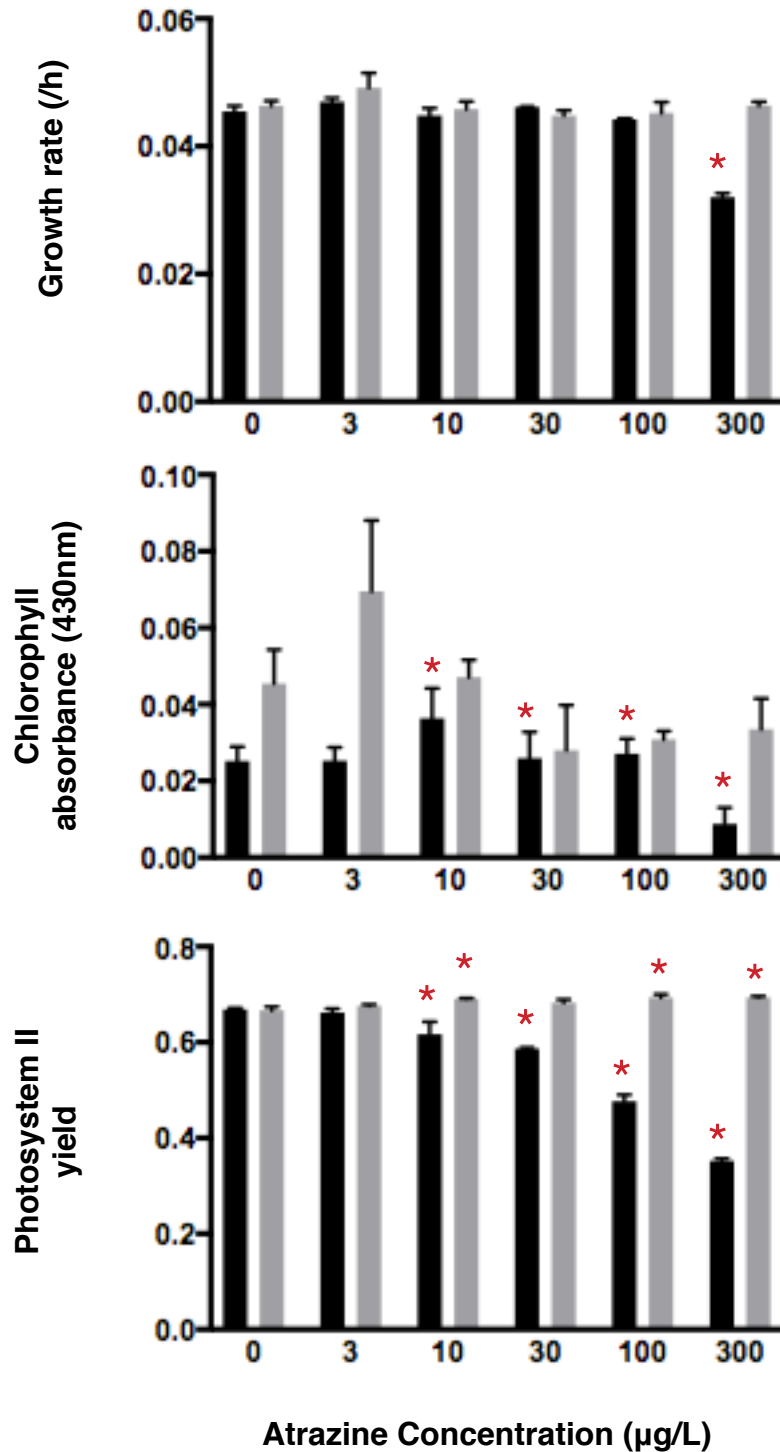 Growth rate (/h)
0.06
0.04
0.02
0.00
0 3 10 30 100 300
*
Chlorophyll
absorbance (430nm)
0.10
0.08
0.06
0.04
0.02
0.00
0 3 10 30 100 300
* * * *
Photosystem II
yield
0.8
0.6
0.4
0.2
0.0
0 3 10 30 100 300
* * * * * * *
Atrazine Concentration (µg/L)